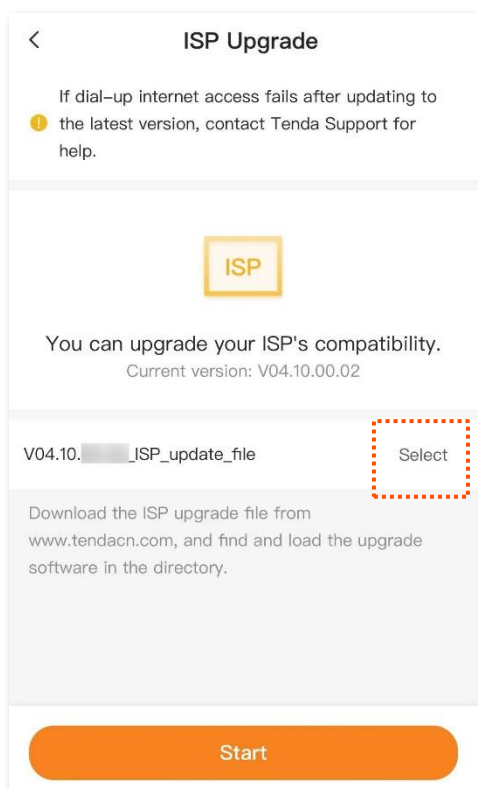 ISP Upgrade
If dial-up internet access fails after updating to
the latest version, contact Tenda Support for
help.
ISP
You can upgrade your ISP's compatibility.
Current version: V04.10.00.02
V04.10. _ISP_update_file Select
Download the ISP upgrade file from
www.tendacn.com, and find and load the upgrade
software in the directory.
Start